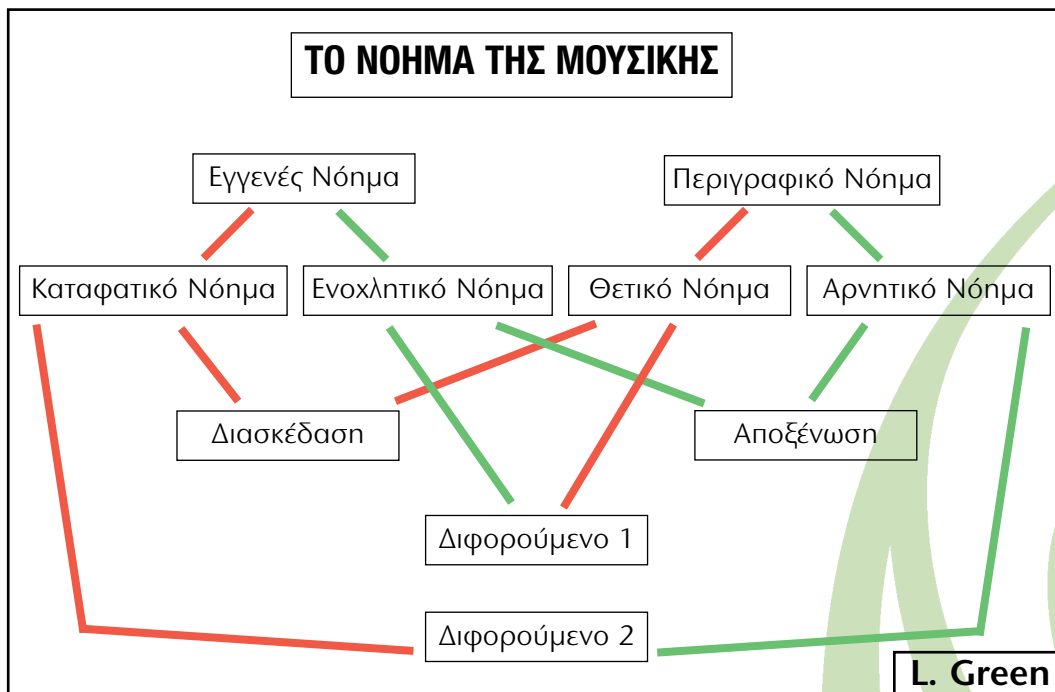 ΤΟ ΝΟΗΜΑ ΤΗΣ ΜΟΥΣΙΚΗΣ
Εγγενές Νόημα
Περιγραφικό Νόημα
Καταφατικό Νόημα
Ενοχλητικό Νόημα
Θετικό Νόημα
Αρνητικό Νόημα
Διασκέδαση
Αποξένωση
Διφορούμενο 1
Διφορούμενο 2
L. Green